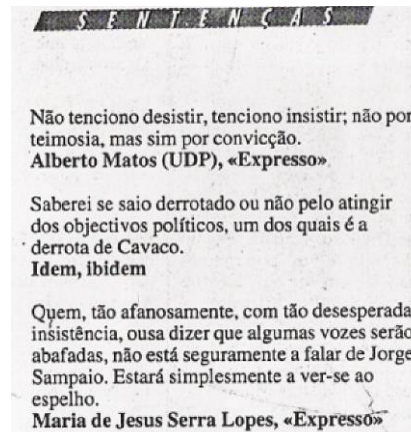 SENTENÇAS
Não tenciono desistir, tenciono insistir; não por
teimosia, mas sim por convicção.
Alberto Matos (UDP), «Expresso»
Saberei se saio derrotado ou não pelo atingir
dos objectivos políticos, um dos quais é a
derrota de Cavaco.
Idem, ibidem
Quem, tão afanosamente, com tão desesperada
insistência, ousa dizer que algumas vozes serão
abafadas, não está seguramente a falar de Jorge
Sampaio. Estará simplesmente a ver-se ao
espelho.
Maria de Jesus Serra Lopes, «Expresso»